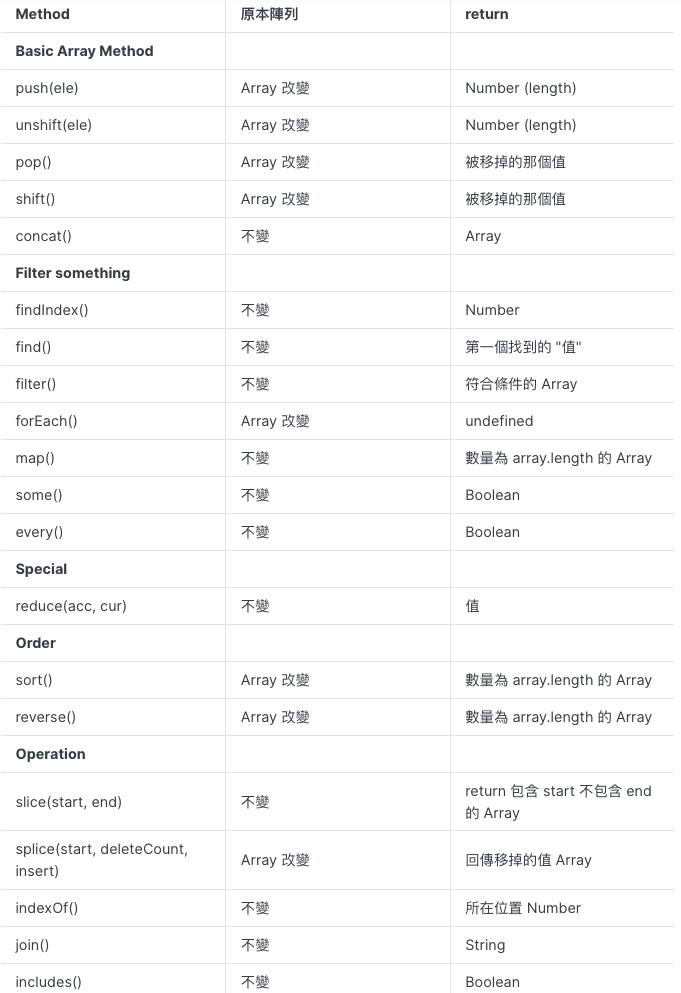 Method 原本陣列 return
Basic Array Method
push(ele) Array 改變 Number (length)
unshift(ele) Array 改變 Number (length)
pop() Array 改變 被移掉的那個值
shift() Array 改變 被移掉的那個值
concat() 不變 Array
Filter something
findIndex() 不變 Number
find() 不變 第一個找到的 "值"
filter() 不變 符合條件的 Array
forEach() Array 改變 undefined
map() 不變 數量為 array.length 的 Array
some() 不變 Boolean
every() 不變 Boolean
Special
reduce(acc, cur) 不變 值
Order
sort() Array 改變 數量為 array.length 的 Array
reverse() Array 改變 數量為 array.length 的 Array
Operation
slice(start, end) 不變 return 包含 start 不包含 end
的 Array
splice(start, deleteCount,
insert) Array 改變 回傳移掉的值 Array
indexOf() 不變 所在位置 Number
join() 不變 String
includes() 不變 Boolean